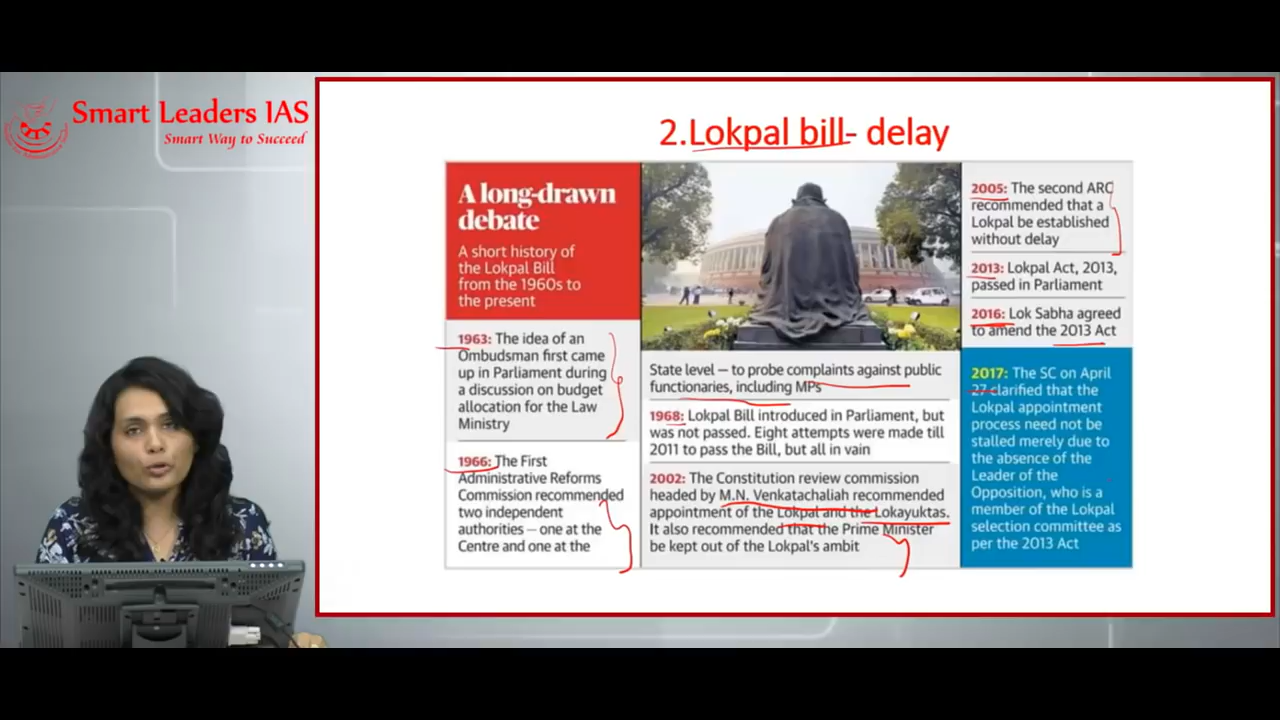 Smart Leaders IAS
Smart Way to Succeed
2.Lokpal bill- delay
A long-drawn
debate
A short history of
the Lokpal Bill
from the 1960s to
the present
1963: The idea of an
Ombudsman first came
up in Parliament during
a discussion on budget
allocation for the Law
Ministry
1966: The First
Administrative Reforms
Commission recommended
two independent
authorities — one at the
Centre and one at the
State level — to probe complaints against public
functionaries, including MPs
1968: Lokpal Bill introduced in Parliament, but
was not passed. Eight attempts were made till
2011 to pass the Bill, but all in vain
2002: The Constitution review commission
headed by M.N. Venkatachaliah recommended
appointment of the Lokpal and the Lokayuktas.
It also recommended that the Prime Minister
be kept out of the Lokpal's ambit
2005: The second ARC
recommended that a
Lokpal be established
without delay
2013: Lokpal Act, 2013,
passed in Parliament
2016: Lok Sabha agreed
to amend the 2013 Act
2017: The SC on April
27 clarified that the
Lokpal appointment
process need not be
stalled merely due to
the absence of the
Leader of the
Opposition, who is a
member of the Lokpal
selection committee as
per the 2013 Act